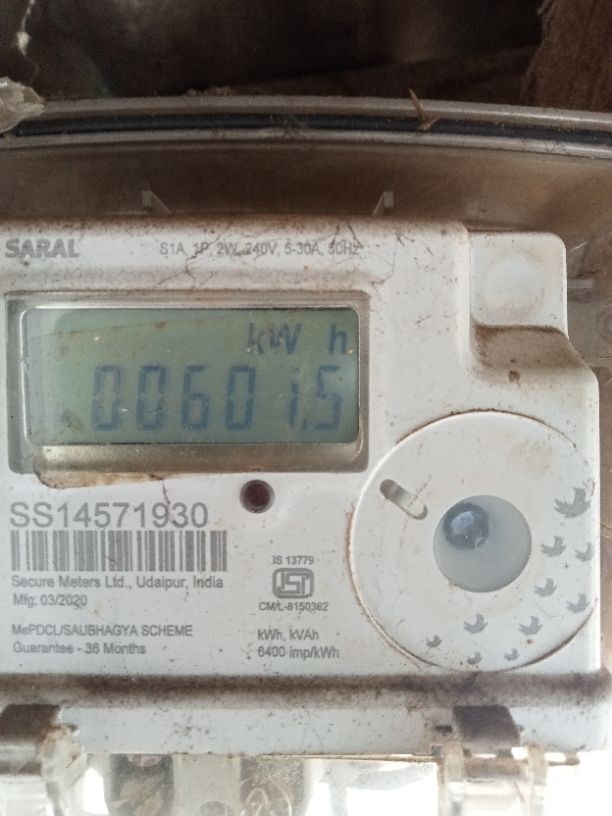 SARAL
S1A, 1P, 2W, 240V, 5-30A, 50HZ
kW h
00601.5
SS14571930
Secure Meters Ltd., Udaipur, India
Mfg: 03/2020
MePDCL/SAUBHAGYA SCHEME
Guarantee - 36 Months
IS 13779
ISI
CM/L-8150362
kWh, kVAh
6400 imp/kWh